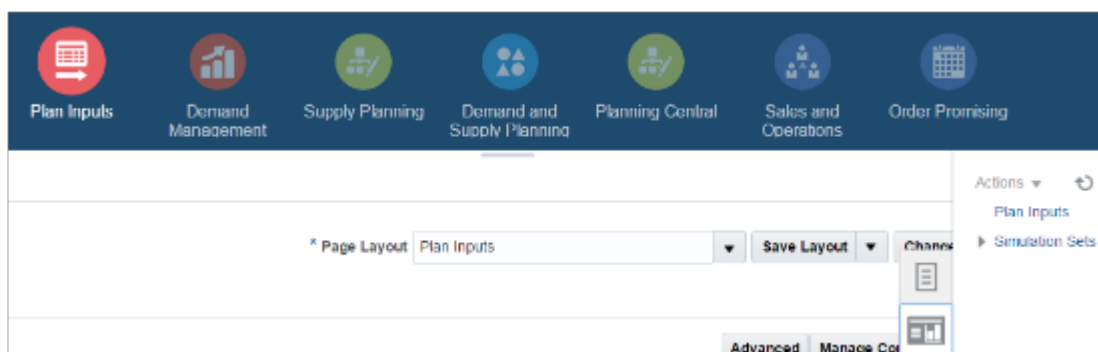 Plan Inputs
Demand
Management
Supply Planning
Demand and
Supply Planning
Planning Central
Sales and
Operations
Order Promising
Actions
Plan Inputs
Simulation Sets
* Page Layout Plan Inputs
Save Layout
Advanced
Manage